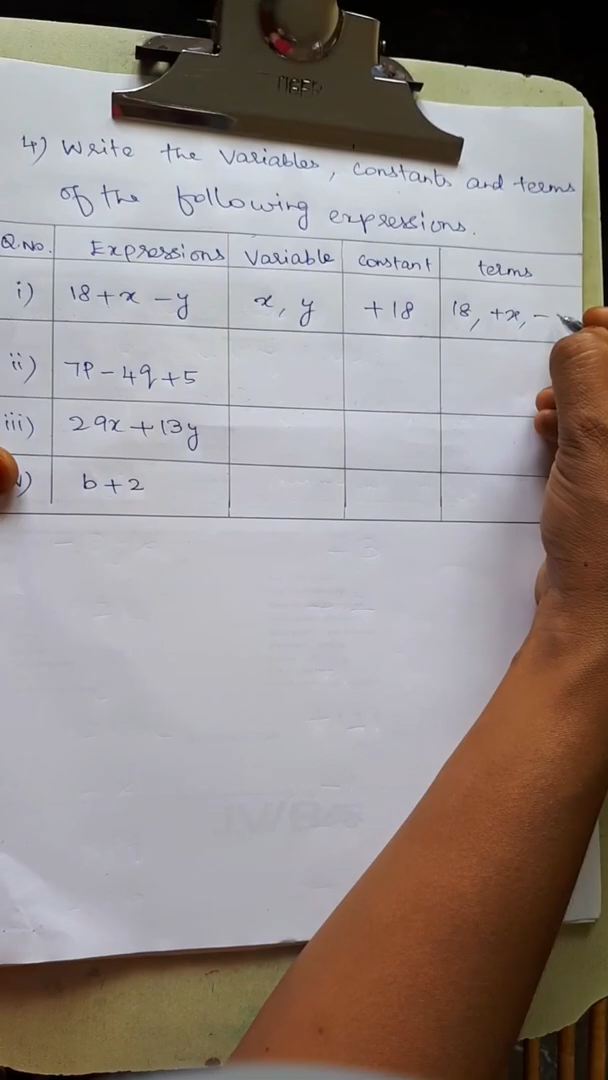 TIGER
4) Write the Variables, constants and terms
of the following expressions.
Q.No. Expressions Variable constant terms
i) 18+x-y x, y +18 18, +x, -
ii) 7P-4q+5
iii) 29x+13y
) b+2